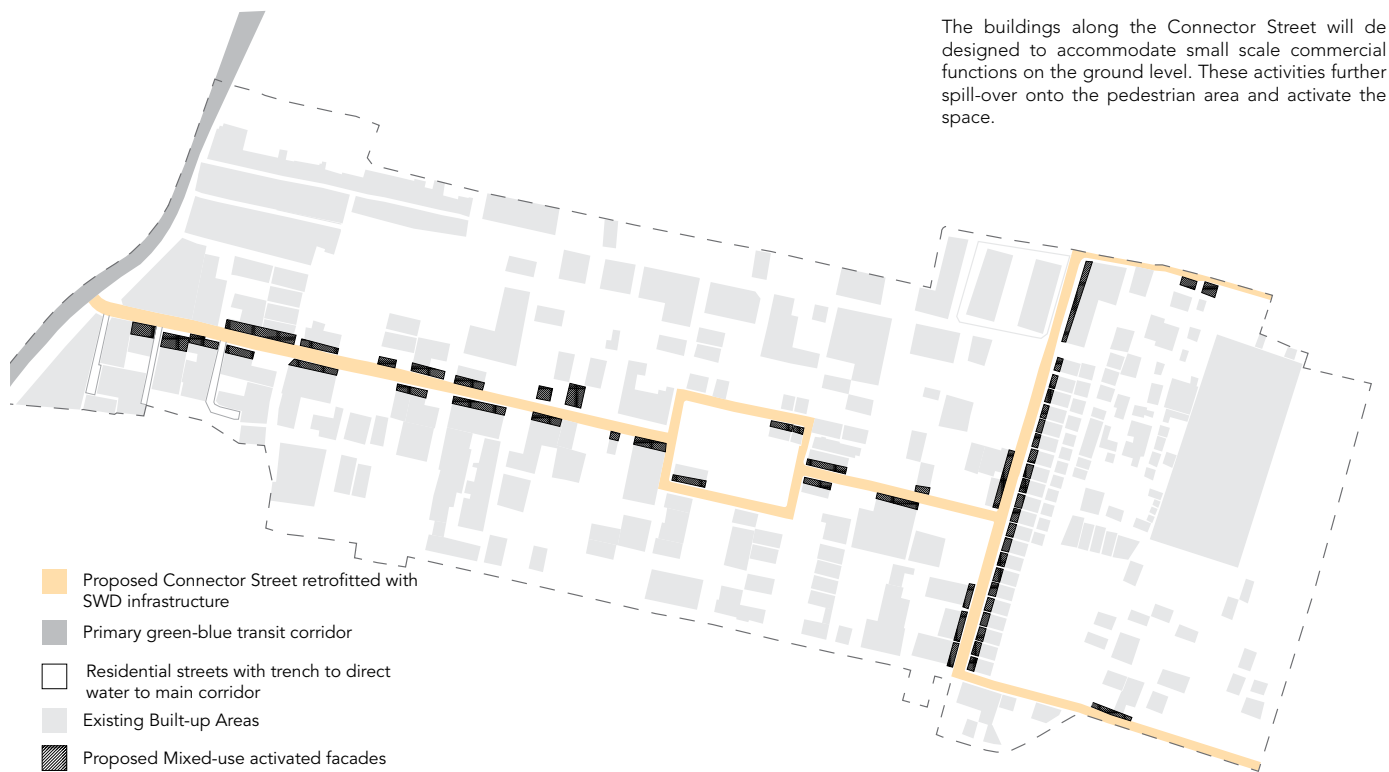 The buildings along the Connector Street will de
designed to accommodate small scale commercial
functions on the ground level. These activities further
spill-over onto the pedestrian area and activate the
space.
Proposed Connector Street retrofitted with
SWD infrastructure
Primary green-blue transit corridor
Residential streets with trench to direct
water to main corridor
Existing Built-up Areas
Proposed Mixed-use activated facades